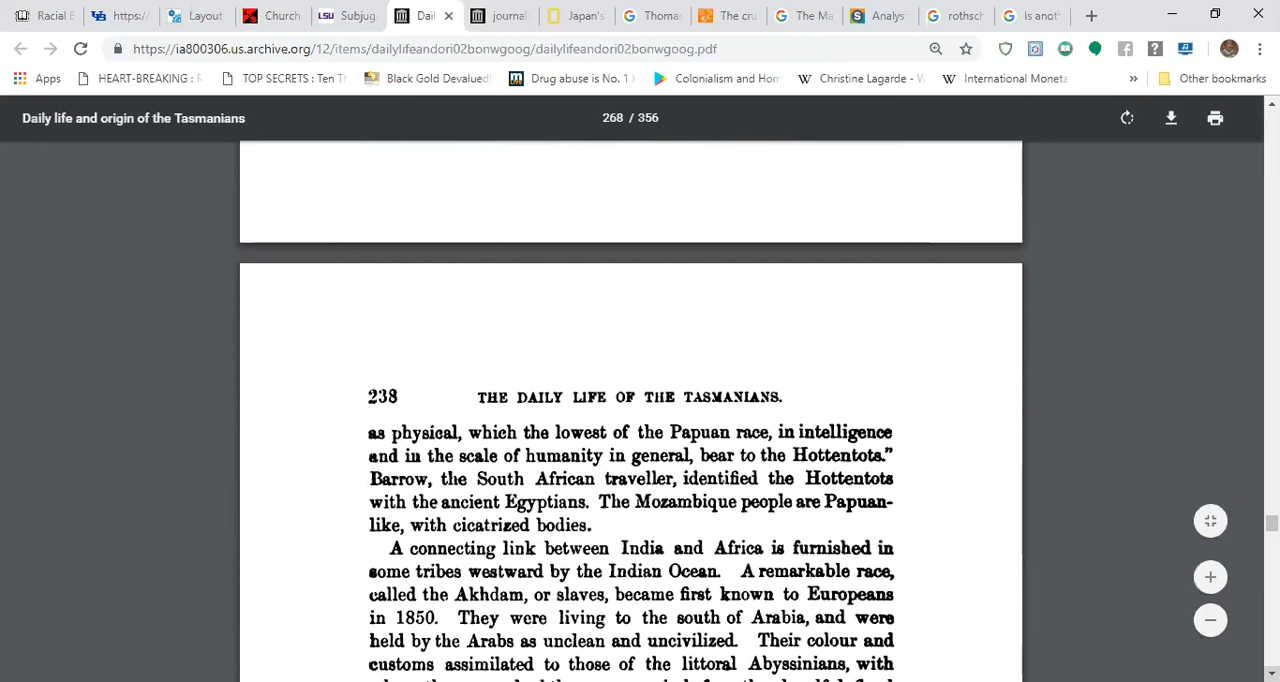 Racial
https:/
Layout
Church
LSU Subjug
Dail
journal
Japan's
Thomas
The cru
The Ma
Analys
rothsch
Is anot
https://ia800306.us.archive.org/12/items/dailylifeandori02bonwgoog/dailylifeandori02bonwgoog.pdf
Apps
HEART-BREAKING :
TOP SECRETS : Ten Th
Black Gold Devalued
Drug abuse is No. 1
Colonialism and Hom
Christine Lagarde -
International Moneta
»
Other bookmarks
Daily life and origin of the Tasmanians
268 / 356
238 THE DAILY LIFE OF THE TASMANIANS.
as physical, which the lowest of the Papuan race, in intelligence
and in the scale of humanity in general, bear to the Hottentots."
Barrow, the South African traveller, identified the Hottentots
with the ancient Egyptians. The Mozambique people are Papuan-
like, with cicatrized bodies.
A connecting link between India and Africa is furnished in
some tribes westward by the Indian Ocean. A remarkable race,
called the Akhdam, or slaves, became first known to Europeans
in 1850. They were living to the south of Arabia, and were
held by the Arabs as unclean and uncivilized. Their colour and
customs assimilated to those of the littoral Abyssinians, with